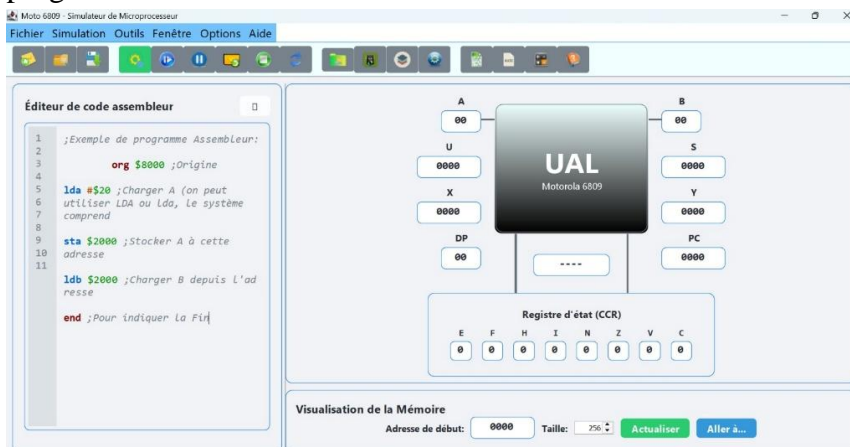 Moto 6809 - Simulateur de Microprocesseur
Fichier Simulation Outils Fenêtre Options Aide
Éditeur de code assembleur
1 ;Exemple de programme Assembleur:
2
3 org $8000 ;Origine
4
5 lda #$20 ;Charger A (on peut
6 utiliser LDA ou lda, le système
7 comprend
8
9 sta $2000 ;Stocker A à cette
10 adresse
11
ldb $2000 ;Charger B depuis l'ad
resse
end ;Pour indiquer la Fin
A B
00 00
U S
0000 0000
UAL
Motorola 6809
X Y
0000 0000
DP PC
00 0000
----
Registre d'état (CCR)
E F H I N Z V C
0 0 0 0 0 0 0 0
Visualisation de la Mémoire
Adresse de début: 0000 Taille: 256 Actualiser Aller à...